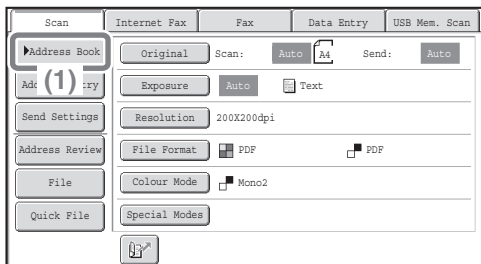 Scan Internet Fax Fax Data Entry USB Mem. Scan
Address Book Original Scan: Auto A4 Send: Auto
(1) Exposure Auto Text
Send Settings Resolution 200X200dpi
Address Review File Format PDF PDF
File Colour Mode Mono2
Quick File Special Modes